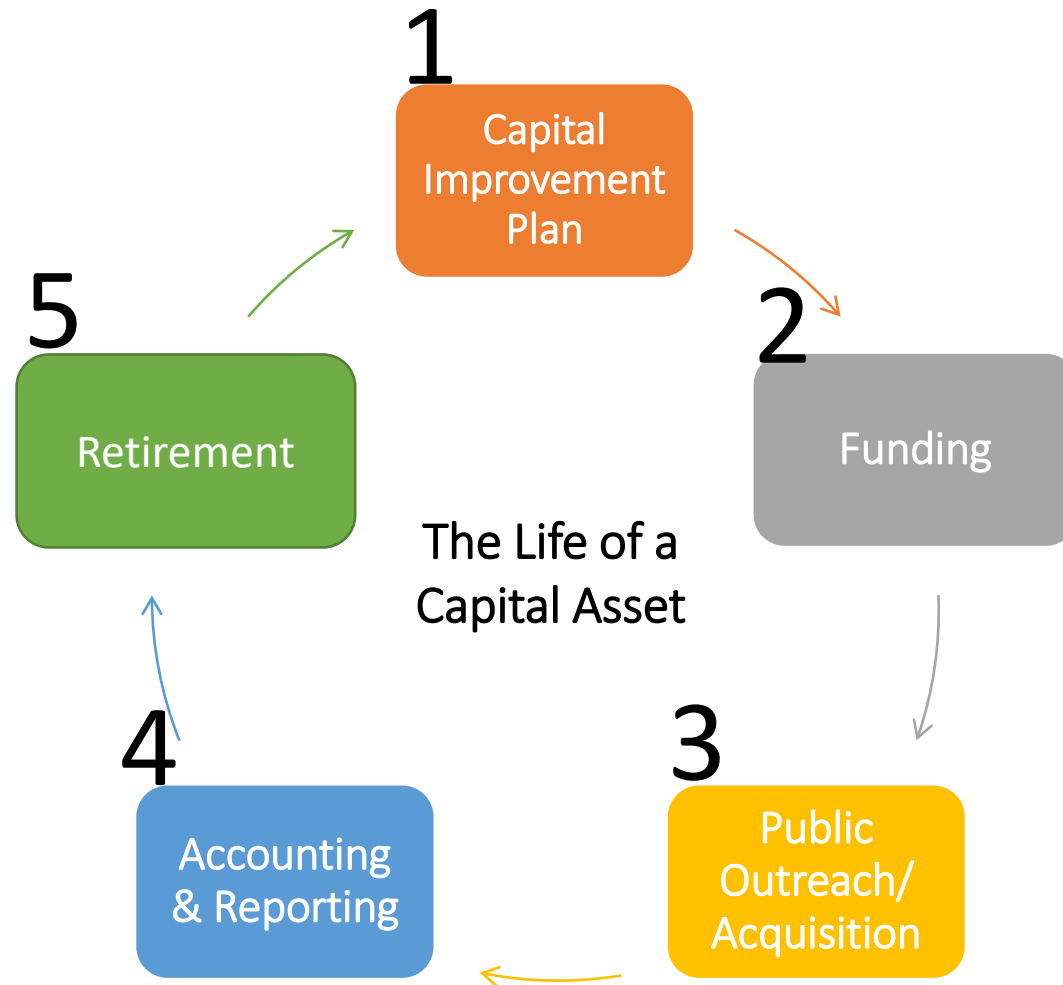 1
Capital
Improvement
Plan
2
Funding
3
Public
Outreach/
Acquisition
4
Accounting
& Reporting
5
Retirement
The Life of a
Capital Asset